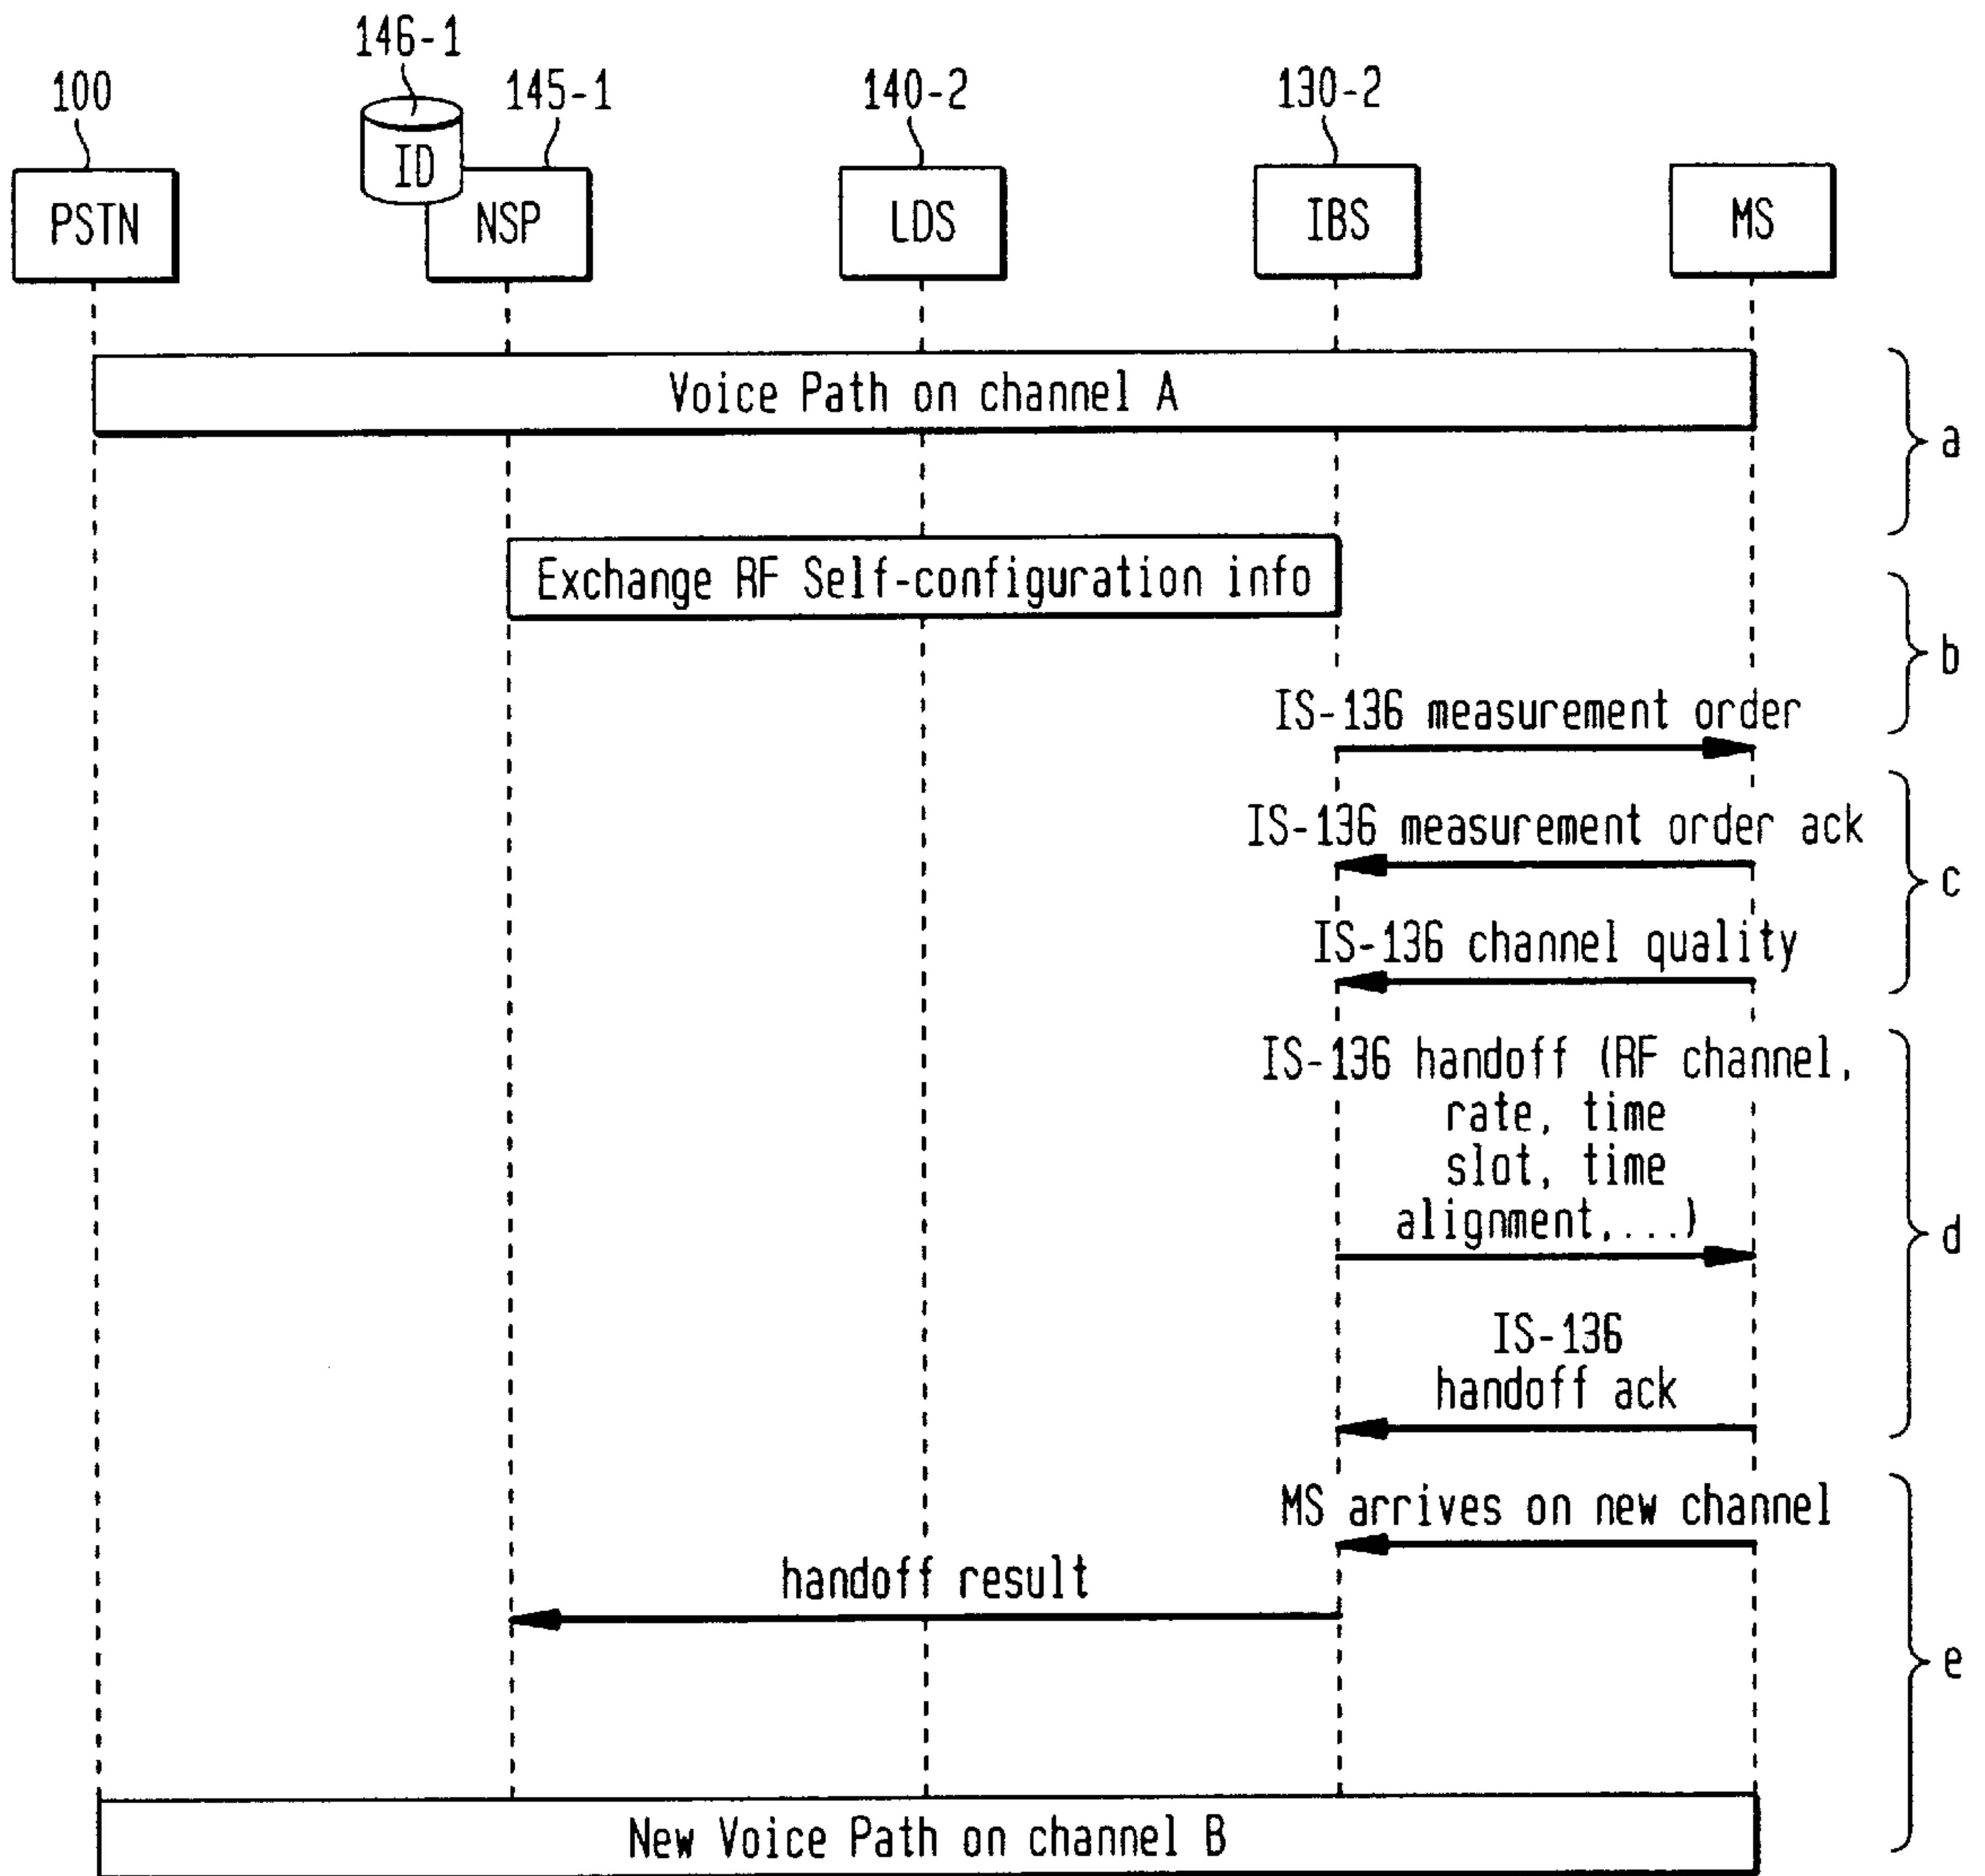 146-1
100
145-1
140-2
130-2
ID
PSTN
NSP
LDS
IBS
MS
Voice Path on channel A
a
Exchange RF Self-configuration info
b
IS-136 measurement order
IS-136 measurement order ack
c
IS-136 channel quality
IS-136 handoff (RF channel,
rate, time
slot, time
alignment,...)
d
IS-136
handoff ack
MS arrives on new channel
handoff result
e
New Voice Path on channel B